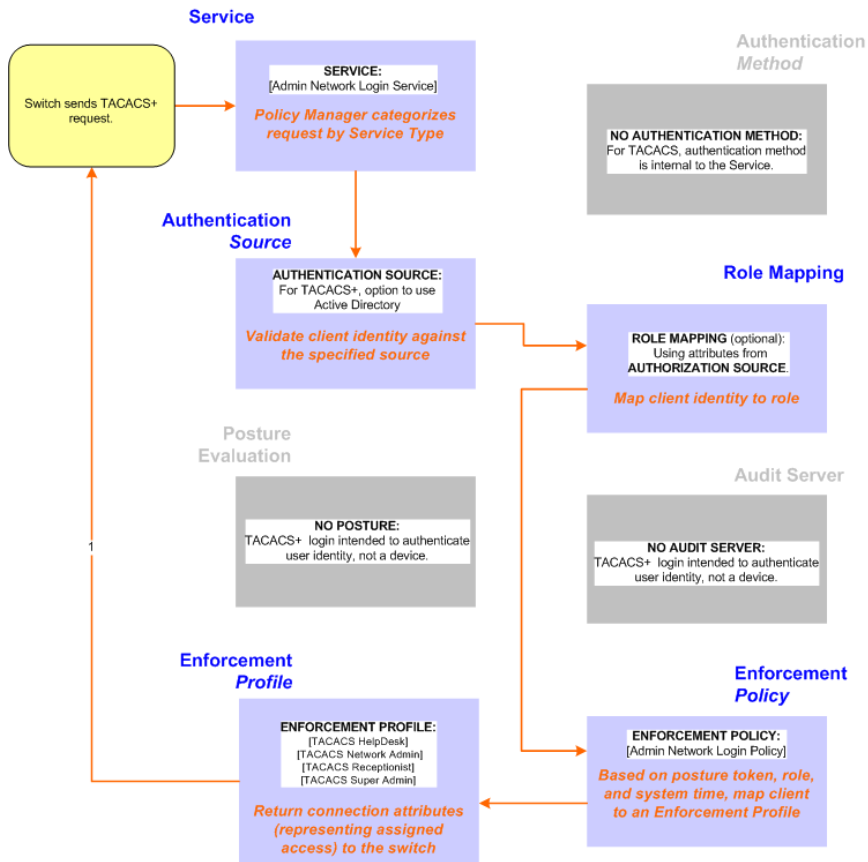 Service
Switch sends TACACS+
request.
SERVICE:
[Admin Network Login Service]
Policy Manager categorizes
request by Service Type
Authentication
Method
NO AUTHENTICATION METHOD:
For TACACS, authentication method
is internal to the Service.
Authentication
Source
AUTHENTICATION SOURCE:
For TACACS+, option to use
Active Directory
Validate client identity against
the specified source
Role Mapping
ROLE MAPPING (optional):
Using attributes from
AUTHORIZATION SOURCE.
Map client identity to role
Posture
Evaluation
NO POSTURE:
TACACS+ login intended to authenticate
user identity, not a device.
Audit Server
NO AUDIT SERVER:
TACACS+ login intended to authenticate
user identity, not a device.
1
Enforcement
Profile
ENFORCEMENT PROFILE:
[TACACS HelpDesk]
[TACACS Network Admin]
[TACACS Receptionist]
[TACACS Super Admin]
Return connection attributes
(representing assigned
access) to the switch
Enforcement
Policy
ENFORCEMENT POLICY:
[Admin Network Login Policy]
Based on posture token, role,
and system time, map client
to an Enforcement Profile